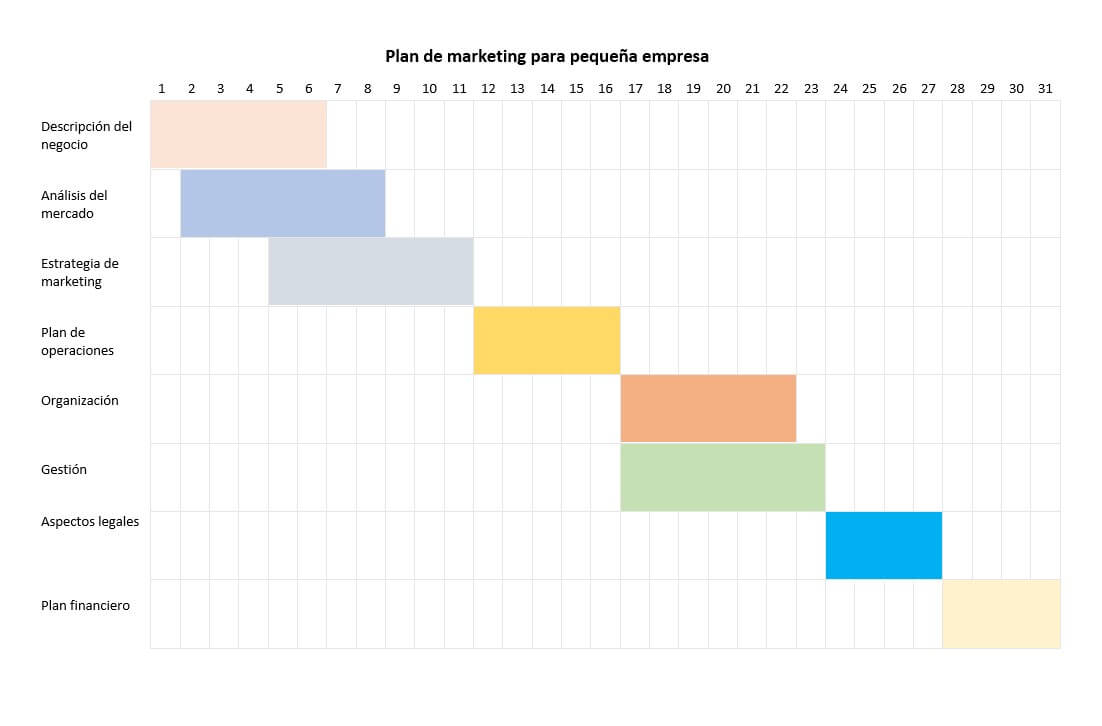 Plan de marketing para pequeña empresa
1 2 3 4 5 6 7 8 9 10 11 12 13 14 15 16 17 18 19 20 21 22 23 24 25 26 27 28 29 30 31
Descripción del
negocio
Análisis del
mercado
Estrategia de
marketing
Plan de
operaciones
Organización
Gestión
Aspectos legales
Plan financiero